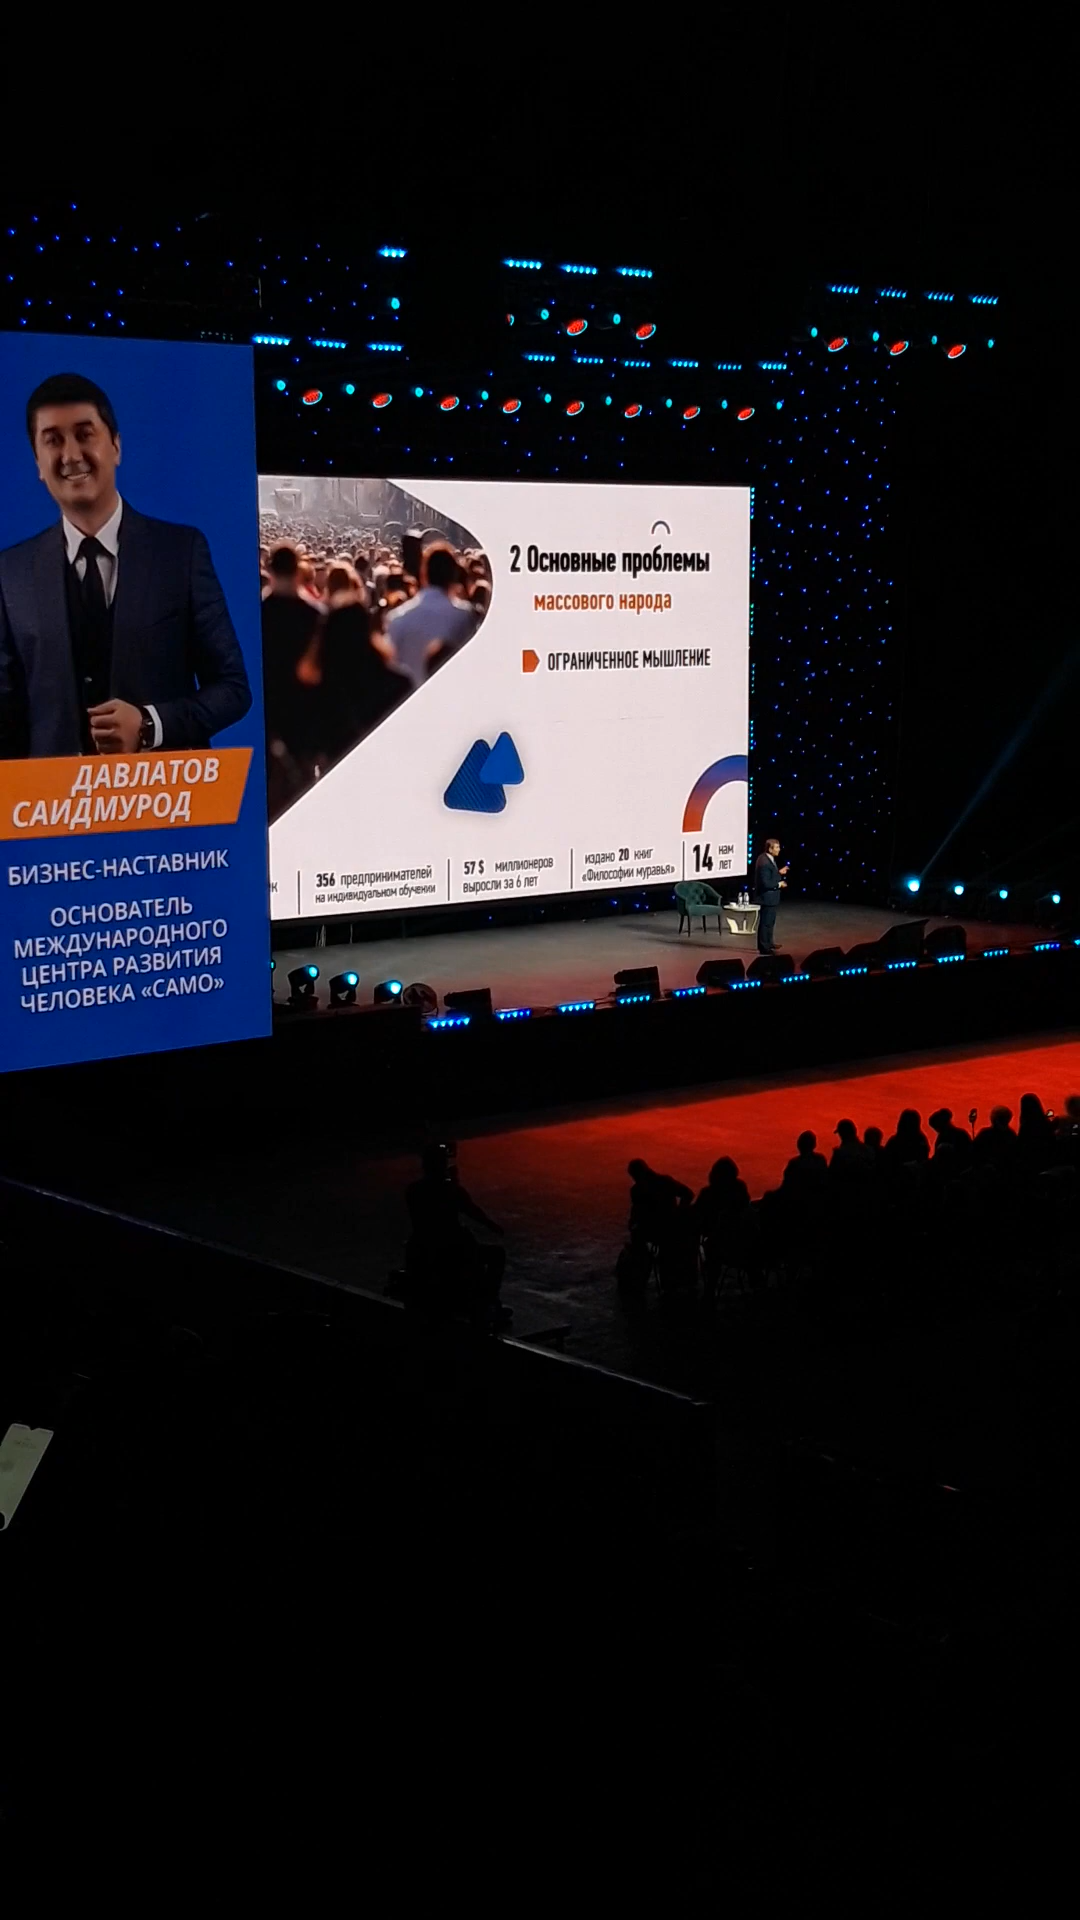 ДАВЛАТОВ
САИДМУРОД
БИЗНЕС-НАСТАВНИК
ОСНОВАТЕЛЬ
МЕЖДУНАРОДНОГО
ЦЕНТРА РАЗВИТИЯ
ЧЕЛОВЕКА «САМО»
2 Основные проблемы
массового народа
ОГРАНИЧЕННОЕ МЫШЛЕНИЕ
356 предпринимателей
на индивидуальном обучении
57 $ миллионеров
выросли за 6 лет
издано 20 книг
«Философии муравья»
14 нам
лет